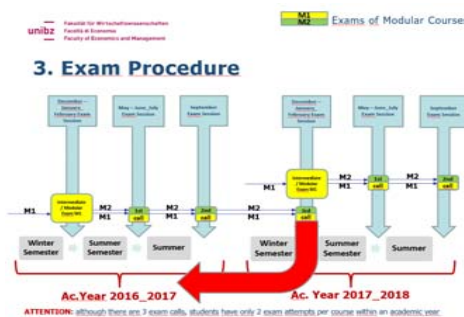 unibz
Fakultät für Wirtschaftswissenschaften
Facoltà di Economia
Faculty of Economics and Management
M1
M2
Exams of Modular Courses
3. Exam Procedure
December –
January,
February Exam
Session
May – June, July
Exam Session
September
Exam Session
December –
January,
February Exam
Session
May – June, July
Exam Session
September
Exam Session
Intermediate
/ Modular
Exam M1
M1
M2
M1
1st
call
M2
M1
2nd
call
M1
Intermediate
/ Modular
Exam M1
M2
M1
1st
call
M2
M1
2nd
call
3rd
call
Winter
Semester
Summer
Semester
Summer
Winter
Semester
Summer
Semester
Summer
Ac.Year 2016_2017
Ac. Year 2017_2018
ATTENTION: although there are 3 exam calls, students have only 2 exam attempts per course within an academic year